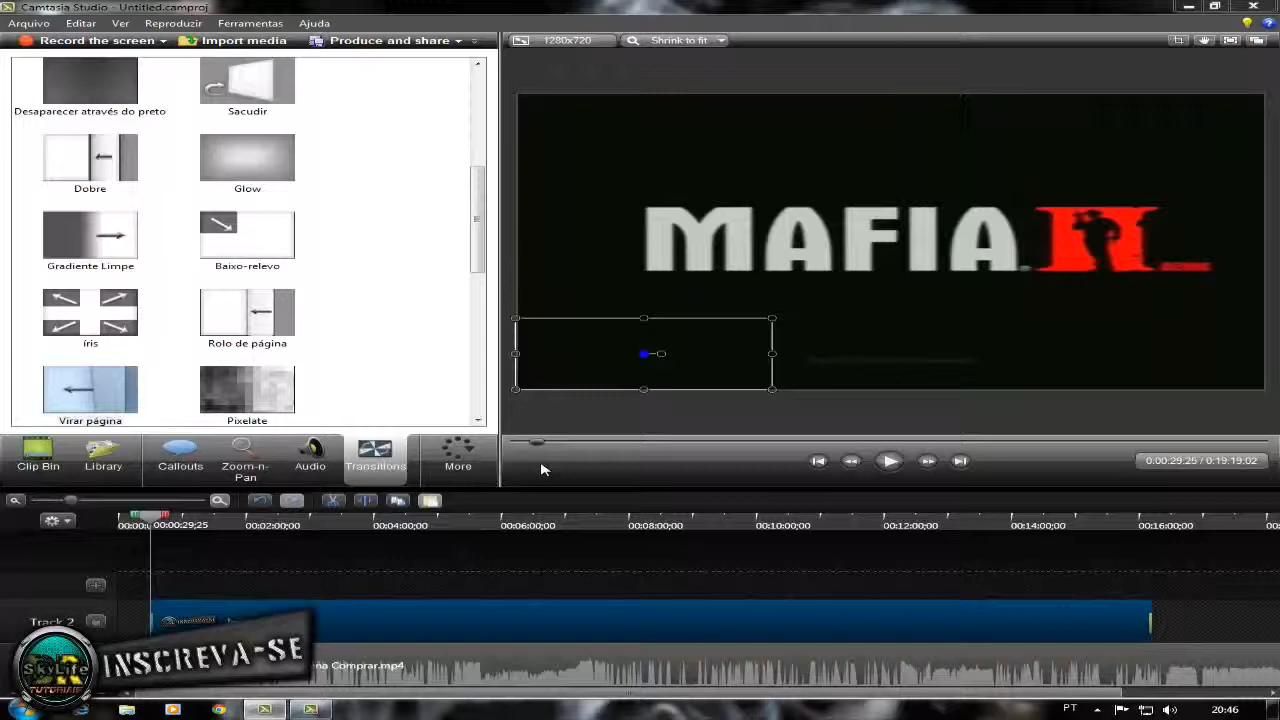 Camtasia Studio - Untitled.camproj
Arquivo Editar Ver Reproduzir Ferramentas Ajuda
Record the screen Import media Produce and share
1280x720 Shrink to fit
Desaparecer através do preto Sacudir
Dobre Glow
Gradiente Limpe Baixo-relevo
íris Rolo de página
Virar página Pixelate
MAFIA II
Clip Bin Library Callouts Zoom-n-Pan Audio Transitions More
0:00:29.25 / 0:19:19.02
00:00:29;25 00:02:00;00 00:04:00;00 00:06:00;00 00:08:00;00 00:10:00;00 00:12:00;00 00:14:00;00 00:16:00;00
Track 2
Comprar.mp4
INSCREVA-SE
SKYLIFE
BR
TUTORIAIS
PT 20:46